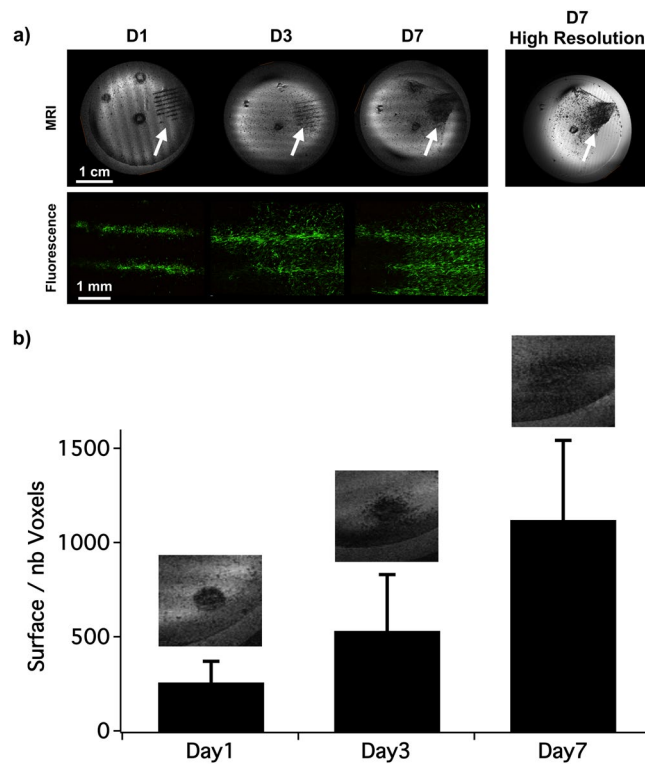 a)
D1
D3
D7
D7
High Resolution
MRI
1 cm
Fluorescence
1 mm
b)
Surface / nb Voxels
1500
1000
500
0
Day1
Day3
Day7